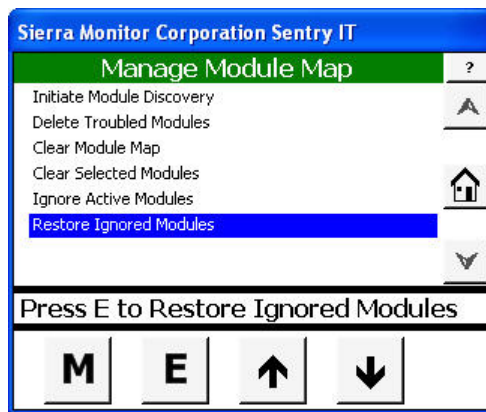 Sierra Monitor Corporation Sentry IT
Manage Module Map
?
Initiate Module Discovery
Delete Troubled Modules
Clear Module Map
Clear Selected Modules
Ignore Active Modules
Restore Ignored Modules
Press E to Restore Ignored Modules
M E